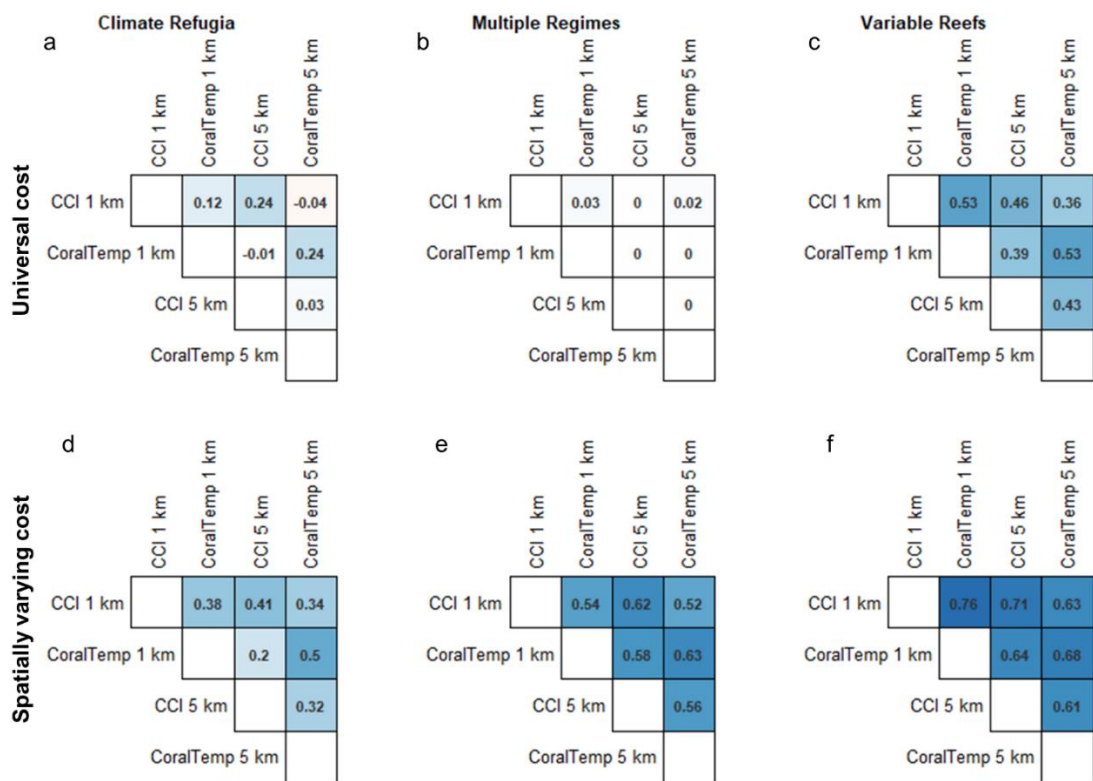 Climate Refugia
Multiple Regimes
Variable Reefs
a
b
c
CCI 1 km
CoralTemp 1 km
CCI 5 km
CoralTemp 5 km
CCI 1 km
CoralTemp 1 km
CCI 5 km
CoralTemp 5 km
CCI 1 km
CoralTemp 1 km
CCI 5 km
CoralTemp 5 km
Universal cost
CCI 1 km 0.12 0.24 -0.04
CoralTemp 1 km -0.01 0.24
CCI 5 km 0.03
CoralTemp 5 km
CCI 1 km 0.03 0 0.02
CoralTemp 1 km 0 0
CCI 5 km 0
CoralTemp 5 km
CCI 1 km 0.53 0.46 0.36
CoralTemp 1 km 0.39 0.53
CCI 5 km 0.43
CoralTemp 5 km
d
e
f
CCI 1 km
CoralTemp 1 km
CCI 5 km
CoralTemp 5 km
CCI 1 km
CoralTemp 1 km
CCI 5 km
CoralTemp 5 km
CCI 1 km
CoralTemp 1 km
CCI 5 km
CoralTemp 5 km
Spatially varying cost
CCI 1 km 0.38 0.41 0.34
CoralTemp 1 km 0.2 0.5
CCI 5 km 0.32
CoralTemp 5 km
CCI 1 km 0.54 0.62 0.52
CoralTemp 1 km 0.58 0.63
CCI 5 km 0.56
CoralTemp 5 km
CCI 1 km 0.76 0.71 0.63
CoralTemp 1 km 0.64 0.68
CCI 5 km 0.61
CoralTemp 5 km